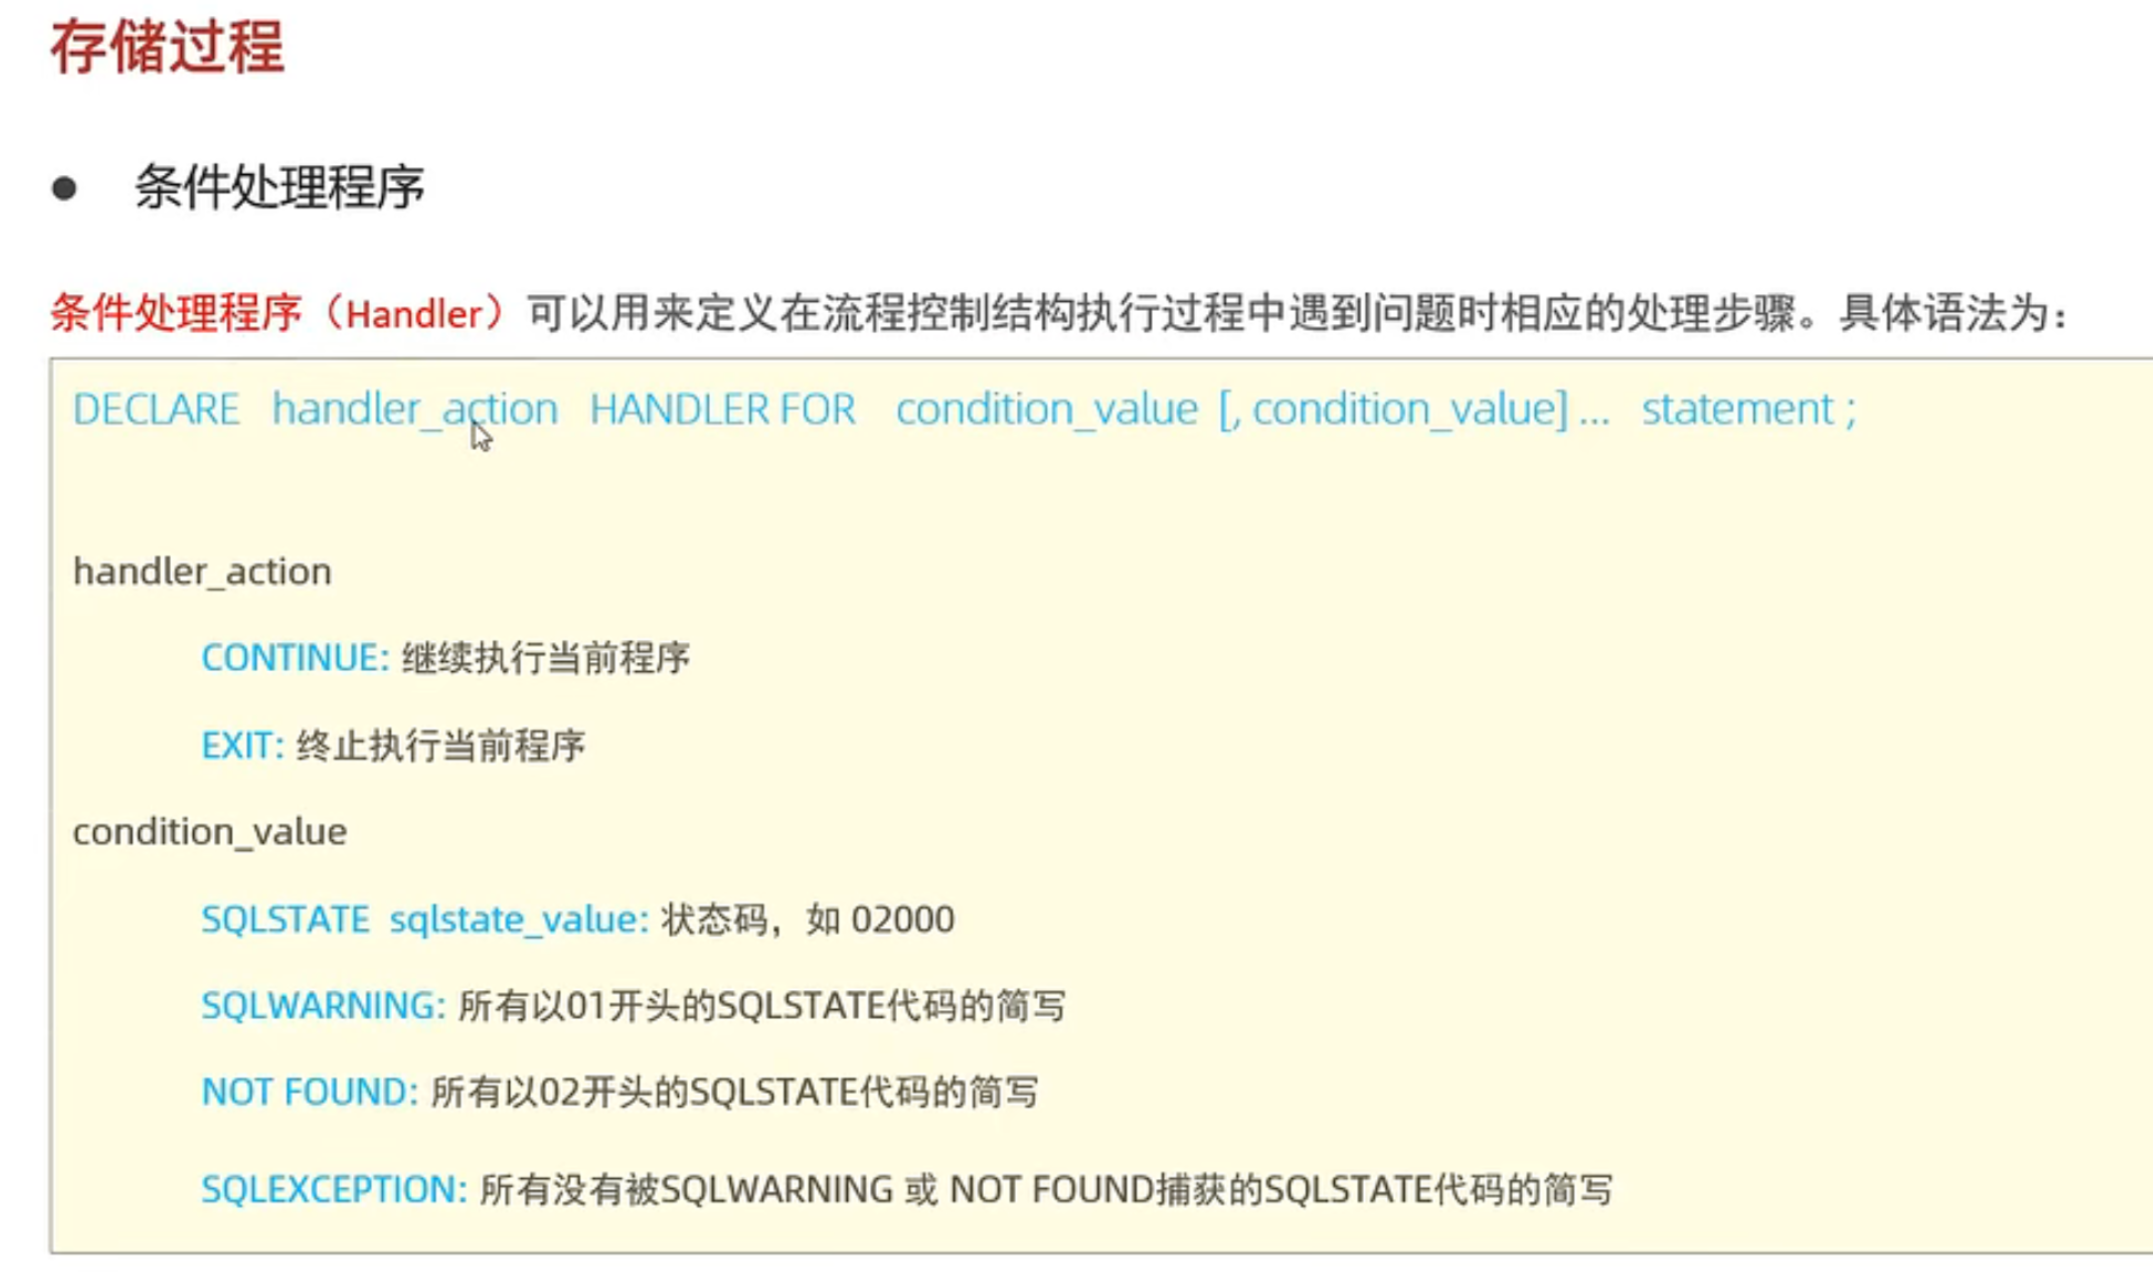 存储过程
● 条件处理程序
条件处理程序（Handler）可以用来定义在流程控制结构执行过程中遇到问题时相应的处理步骤。具体语法为：
DECLARE handler_action HANDLER FOR condition_value [, condition_value] ... statement ;
handler_action
CONTINUE: 继续执行当前程序
EXIT: 终止执行当前程序
condition_value
SQLSTATE sqlstate_value: 状态码，如 02000
SQLWARNING: 所有以01开头的SQLSTATE代码的简写
NOT FOUND: 所有以02开头的SQLSTATE代码的简写
SQLEXCEPTION: 所有没有被SQLWARNING 或 NOT FOUND捕获的SQLSTATE代码的简写